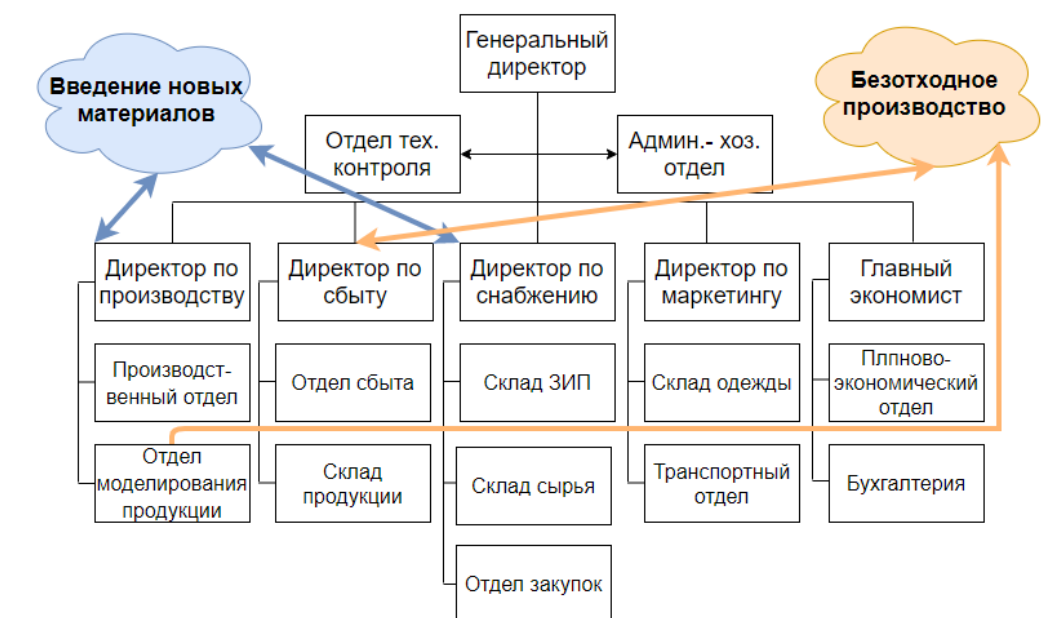 Генеральный
директор
Введение новых
материалов
Безотходное
производство
Отдел тех.
контроля
Админ.- хоз.
отдел
Директор по
производству
Директор по
сбыту
Директор по
снабжению
Директор по
маркетингу
Главный
экономист
Производст-
венный отдел
Отдел сбыта
Склад ЗИП
Склад одежды
Плпново-
экономический
отдел
Отдел
моделирования
продукции
Склад
продукции
Склад сырья
Транспортный
отдел
Бухгалтерия
Отдел закупок